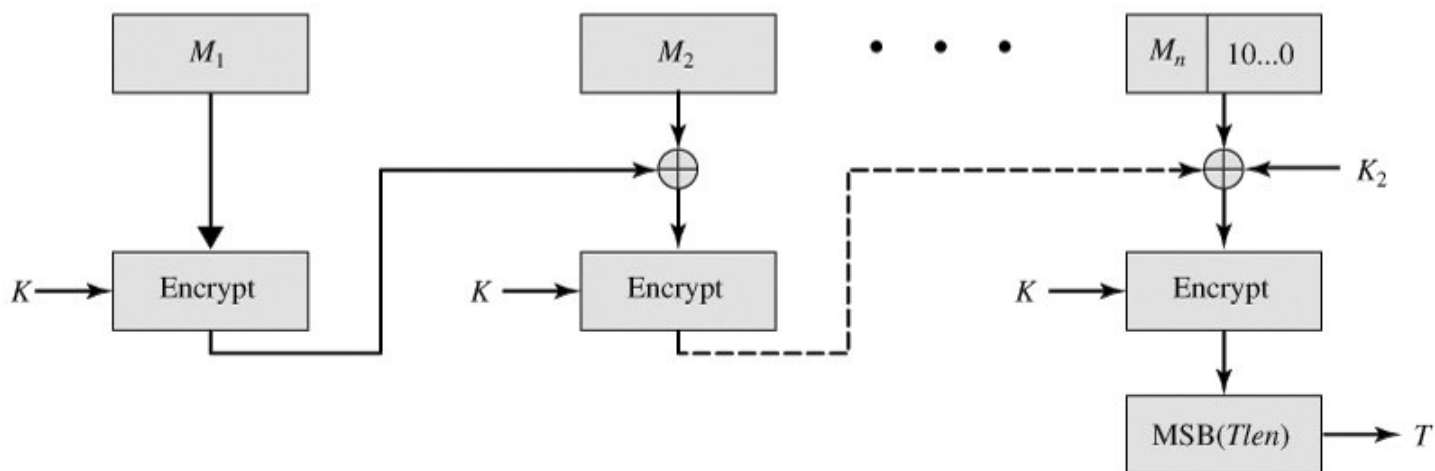 M₁
M₂
• • •
Mₙ 10...0
K₂
K
Encrypt
K
Encrypt
K
Encrypt
MSB(Tlen)
T